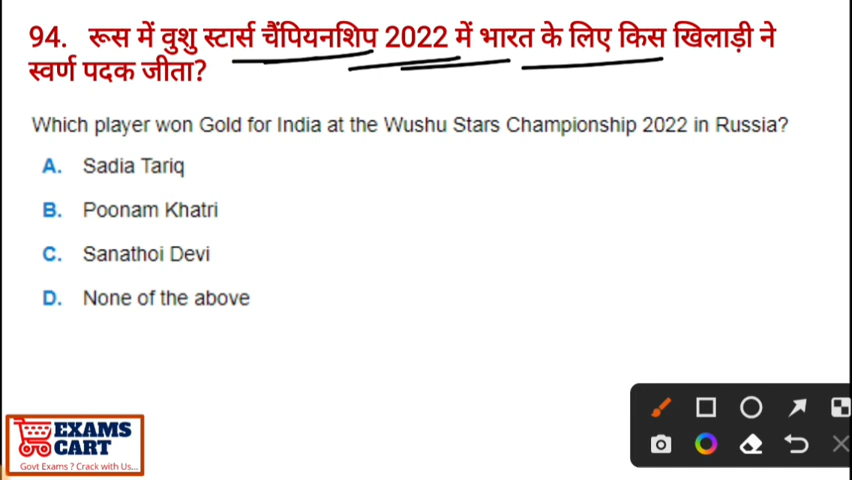 94. रूस में वुशु स्टार्स चैंपियनशिप 2022 में भारत के लिए किस खिलाड़ी ने
स्वर्ण पदक जीता?
Which player won Gold for India at the Wushu Stars Championship 2022 in Russia?
A. Sadia Tariq
B. Poonam Khatri
C. Sanathoi Devi
D. None of the above
EXAMS
CART
Govt Exams ? Crack with Us...